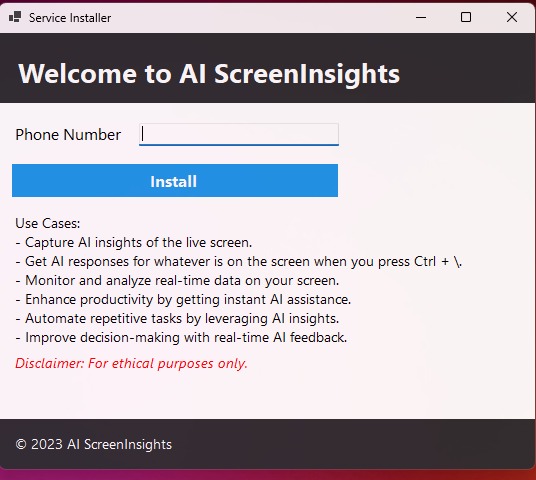 Service Installer
Welcome to AI ScreenInsights
Phone Number
Install
Use Cases:
- Capture AI insights of the live screen.
- Get AI responses for whatever is on the screen when you press Ctrl + \.
- Monitor and analyze real-time data on your screen.
- Enhance productivity by getting instant AI assistance.
- Automate repetitive tasks by leveraging AI insights.
- Improve decision-making with real-time AI feedback.
Disclaimer: For ethical purposes only.
© 2023 AI ScreenInsights